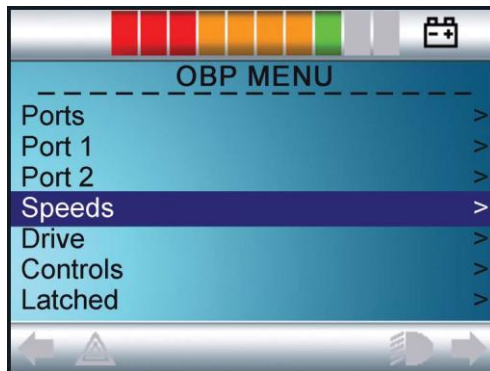 OBP MENU
Ports >
Port 1 >
Port 2 >
Speeds >
Drive >
Controls >
Latched >